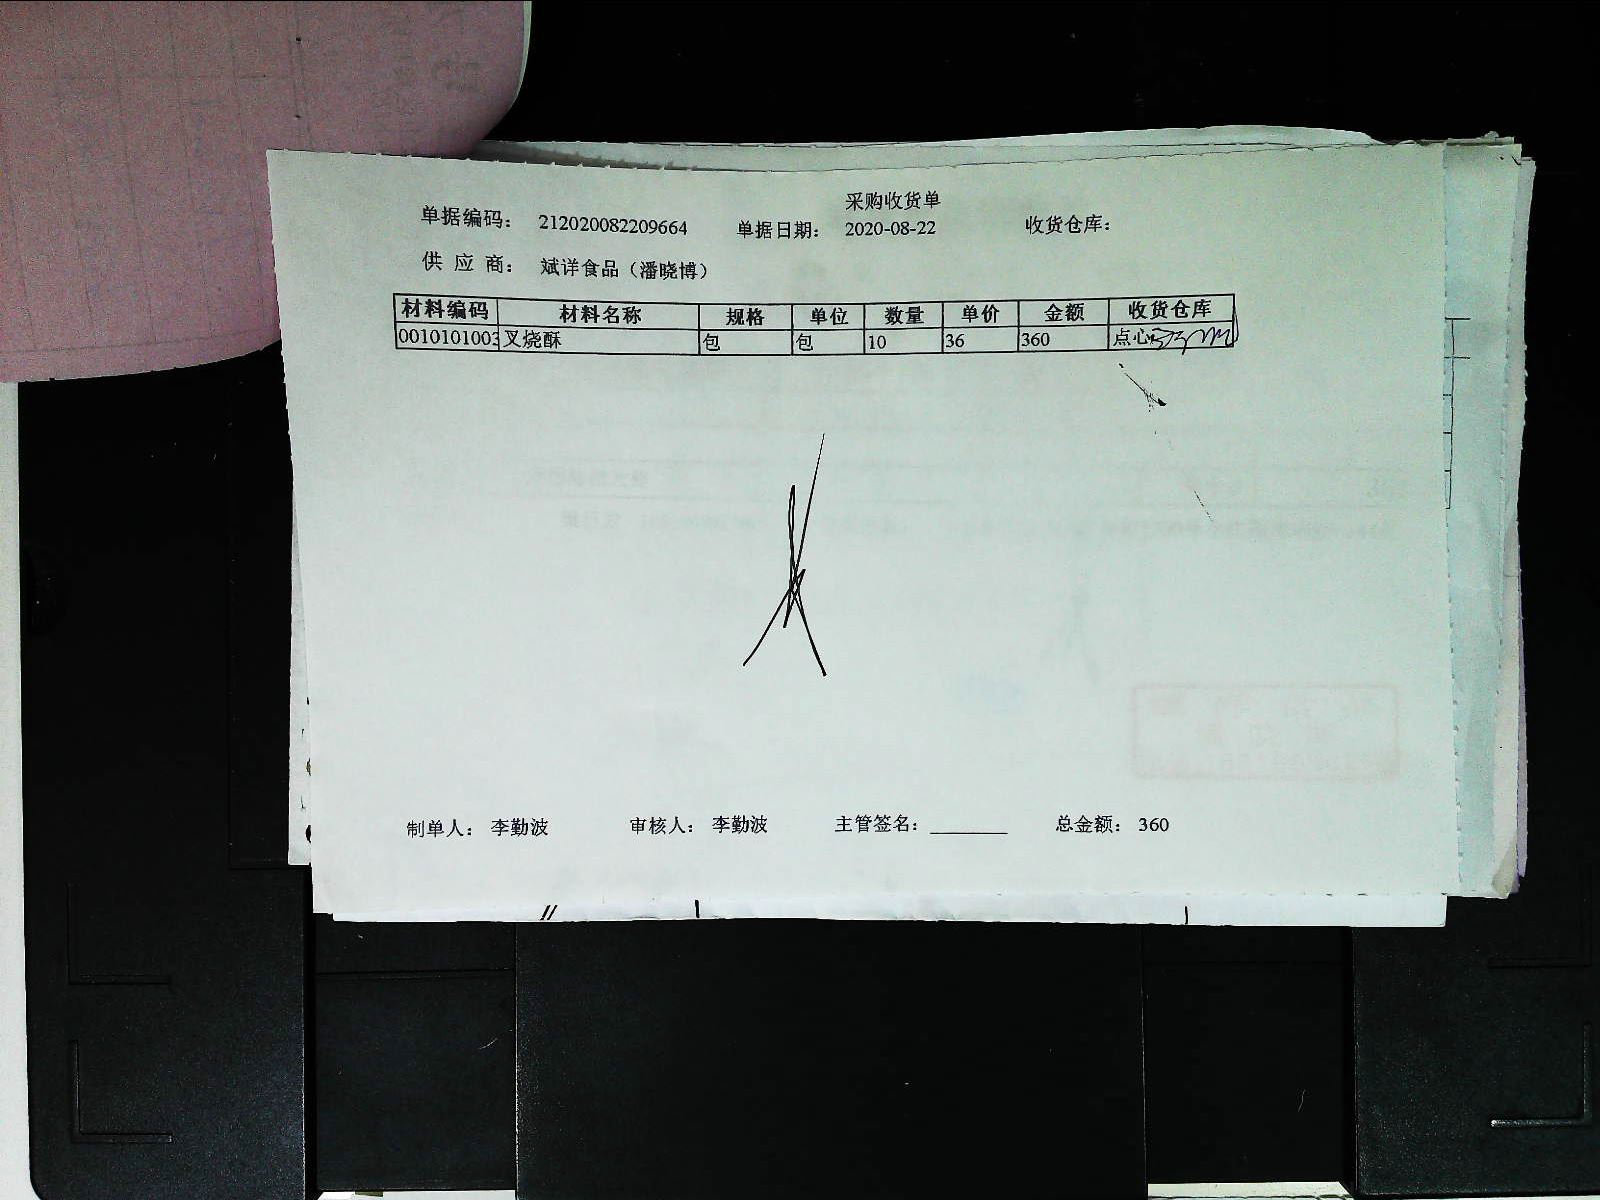 采购收货单
单据编码： 212020082209664 单据日期： 2020-08-22 收货仓库：
供 应 商： 斌详食品（潘晓博）
材料编码 材料名称 规格 单位 数量 单价 金额 收货仓库
0010101003 叉烧酥 包 包 10 36 360 点心
制单人： 李勤波 审核人： 李勤波 主管签名：________ 总金额： 360